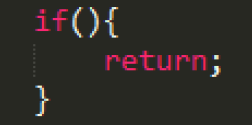 if(){
    return;
}